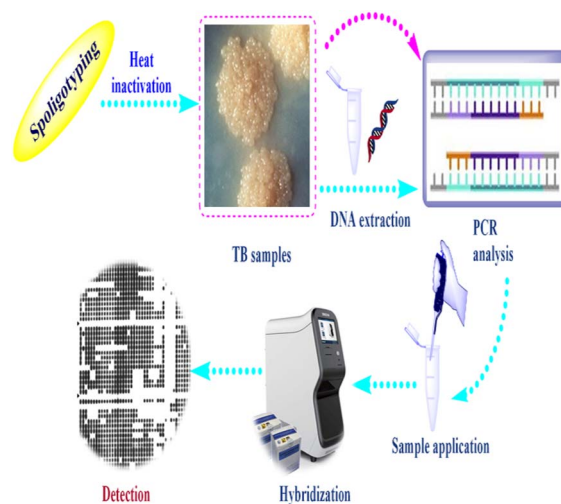 Spoligotyping
Heat
inactivation
TB samples
DNA extraction
PCR
analysis
Sample application
Hybridization
Detection